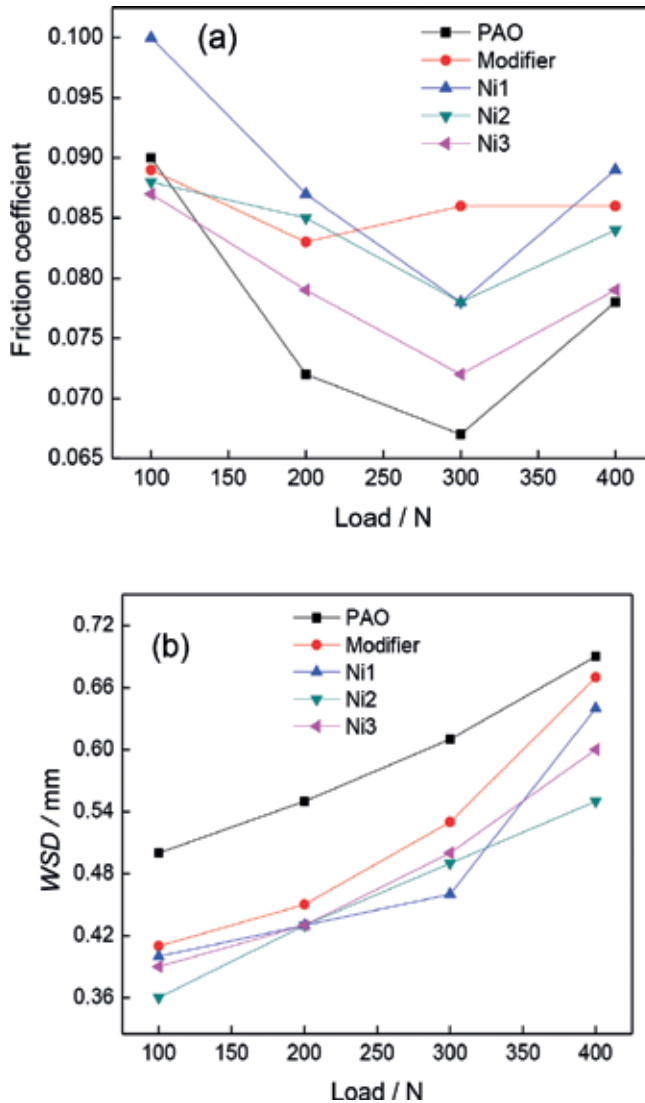 (a)
PAO
Modifier
Ni1
Ni2
Ni3
0.100
0.095
0.090
0.085
0.080
0.075
0.070
0.065
Friction coefficient
100 150 200 250 300 350 400
Load / N
(b)
PAO
Modifier
Ni1
Ni2
Ni3
0.72
0.66
0.60
0.54
0.48
0.42
0.36
WSD / mm
100 150 200 250 300 350 400
Load / N